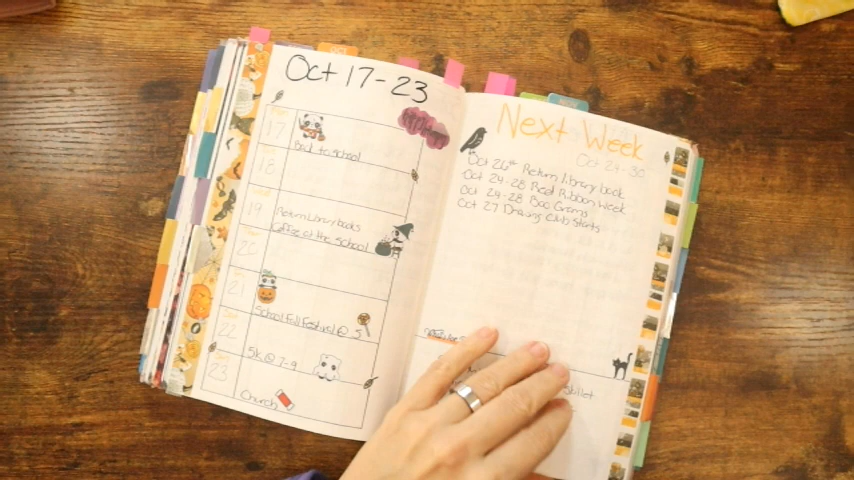 Oct 17-23
17
Back to School
18
19
Return library books
Coffee at the School
20
21
School Fall Festival @ 5
22
5K @ 7-9
23
Church
Next Week
Oct 24-30
Oct 26th Return library book
Oct 24-28 Red Ribbon Week
Oct 24-28 Boo Grams
Oct 27 Drawing Club starts
Skillet